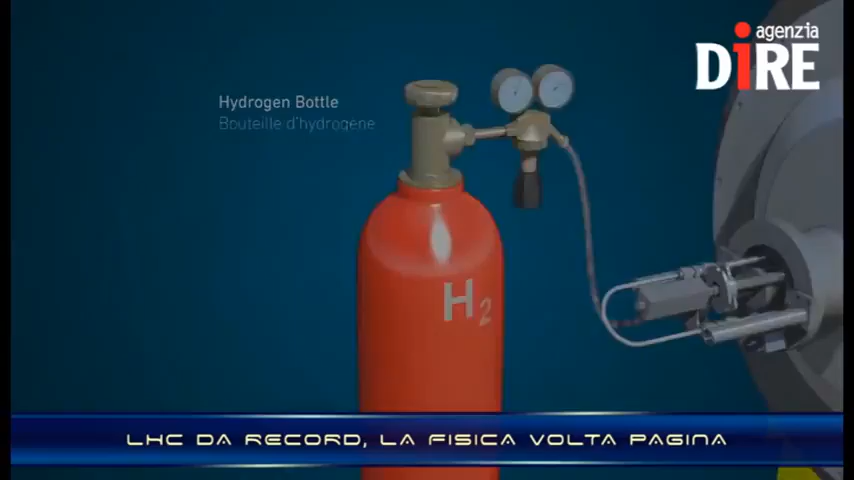 agenzia
DiRE
Hydrogen Bottle
Bouteille d'hydrogène
H2
LHC DA RECORD, LA FISICA VOLTA PAGINA